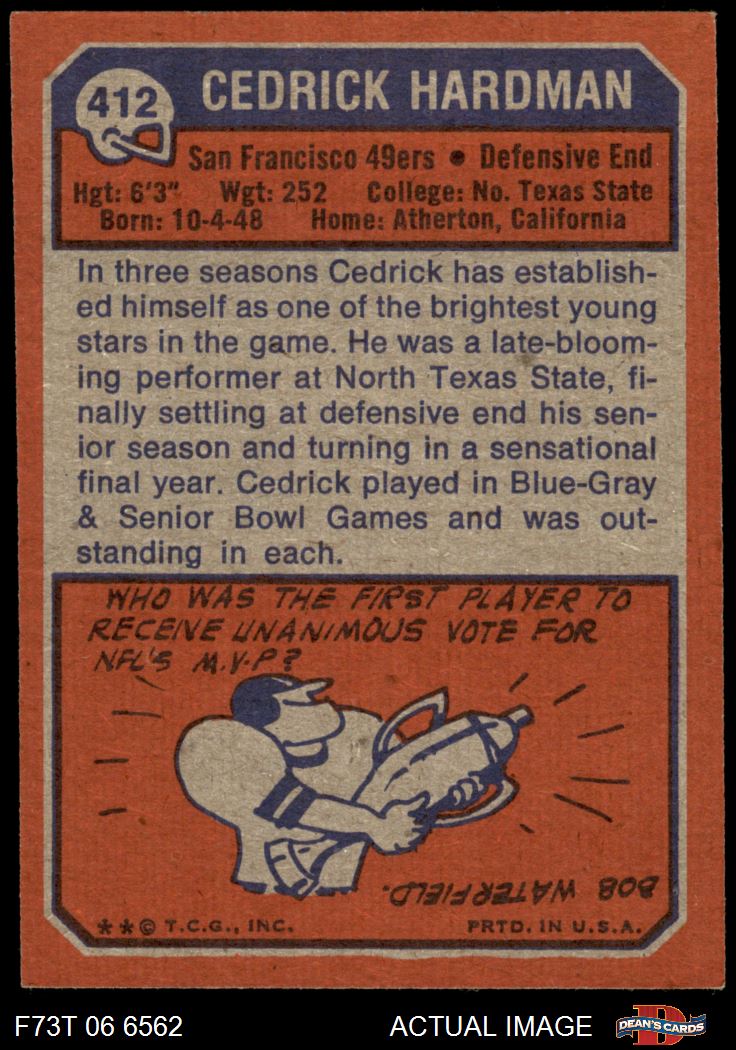 412
CEDRICK HARDMAN
San Francisco 49ers • Defensive End
Hgt: 6'3" Wgt: 252 College: No. Texas State
Born: 10-4-48 Home: Atherton, California
In three seasons Cedrick has establish-
ed himself as one of the brightest young
stars in the game. He was a late-bloom-
ing performer at North Texas State, fi-
nally settling at defensive end his sen-
ior season and turning in a sensational
final year. Cedrick played in Blue-Gray
& Senior Bowl Games and was out-
standing in each.
WHO WAS THE FIRST PLAYER TO
RECEIVE UNANIMOUS VOTE FOR
NFL'S M.V.P?
BOB WATERFIELD.
**© T.C.G., INC. PRTD. IN U.S.A.
F73T 06 6562 ACTUAL IMAGE
D
DEAN'S CARDS